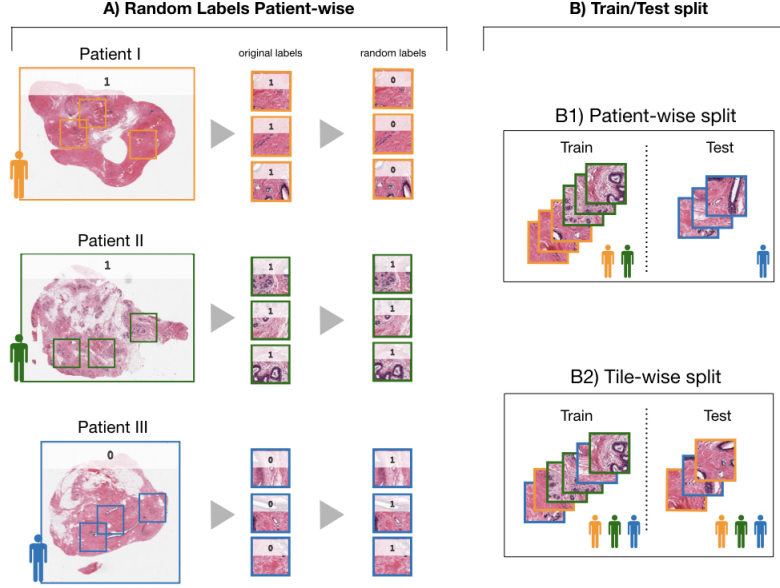 A) Random Labels Patient-wise
Patient I
original labels
random labels
1
1
0
1
0
1
0
Patient II
1
1
1
1
1
1
1
Patient III
0
0
1
0
1
0
1
B) Train/Test split
B1) Patient-wise split
Train
Test
B2) Tile-wise split
Train
Test